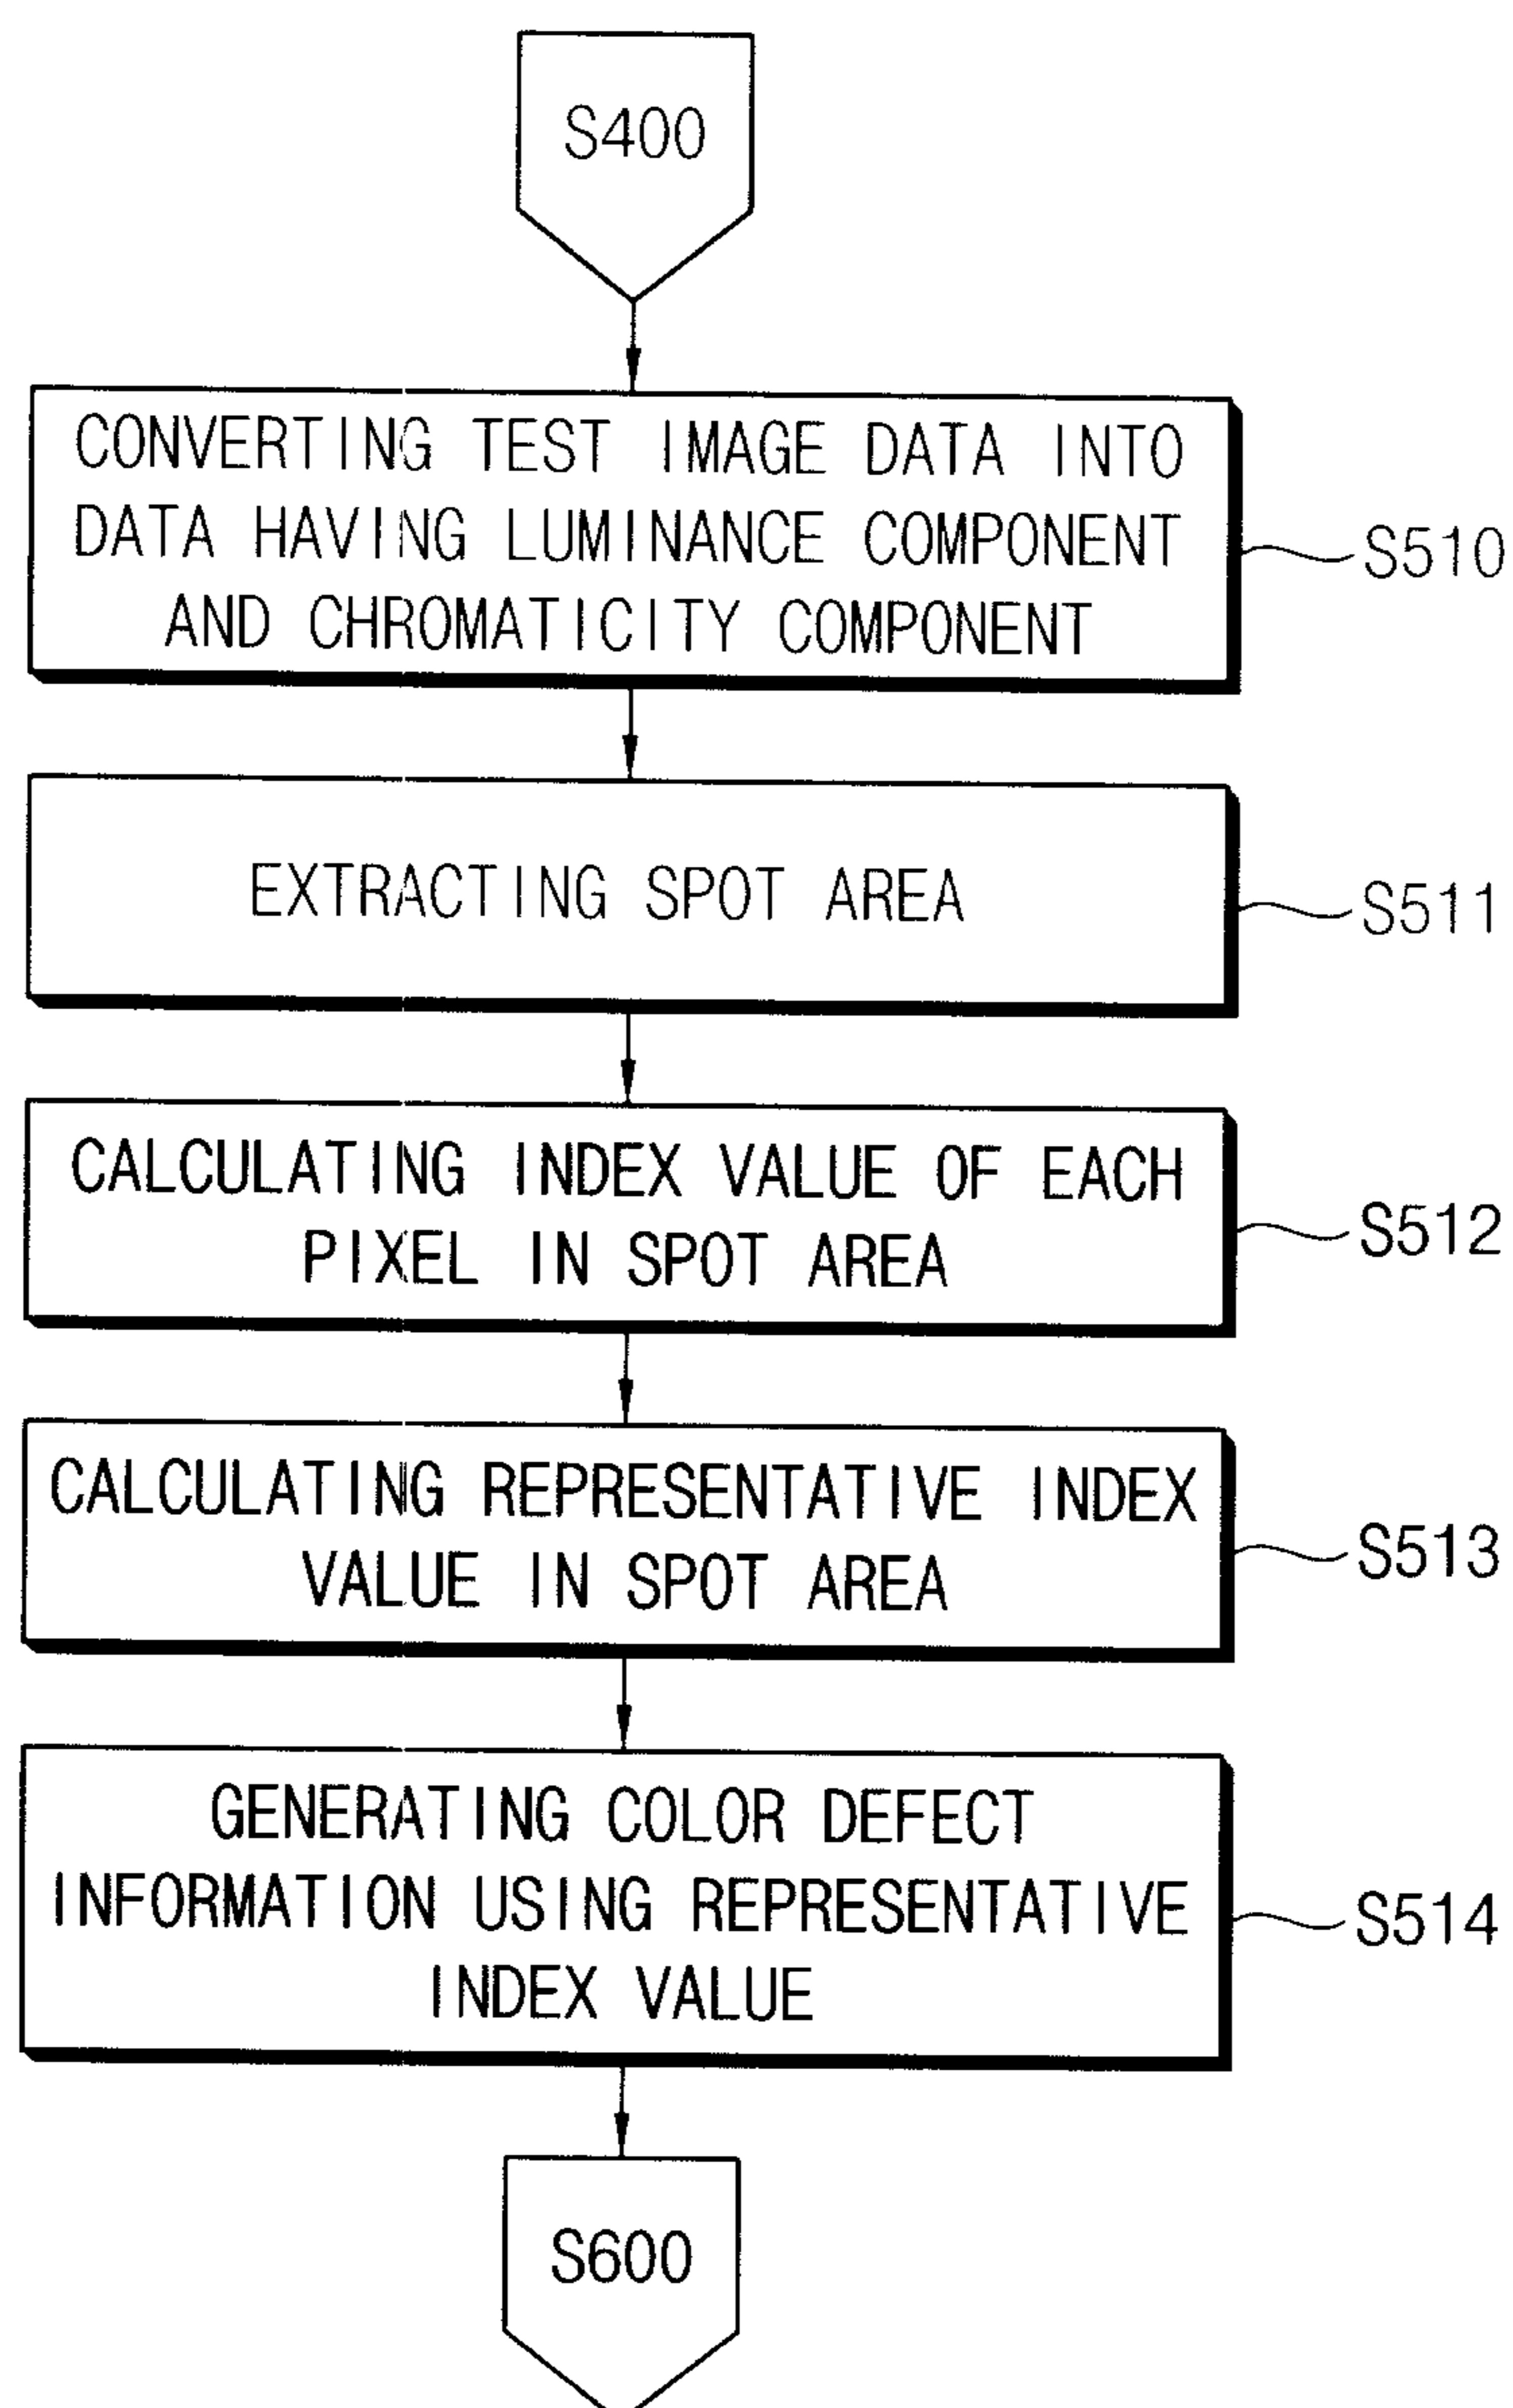 S400
CONVERTING TEST IMAGE DATA INTO
DATA HAVING LUMINANCE COMPONENT
AND CHROMATICITY COMPONENT
S510
EXTRACTING SPOT AREA
S511
CALCULATING INDEX VALUE OF EACH
PIXEL IN SPOT AREA
S512
CALCULATING REPRESENTATIVE INDEX
VALUE IN SPOT AREA
S513
GENERATING COLOR DEFECT
INFORMATION USING REPRESENTATIVE
INDEX VALUE
S514
S600